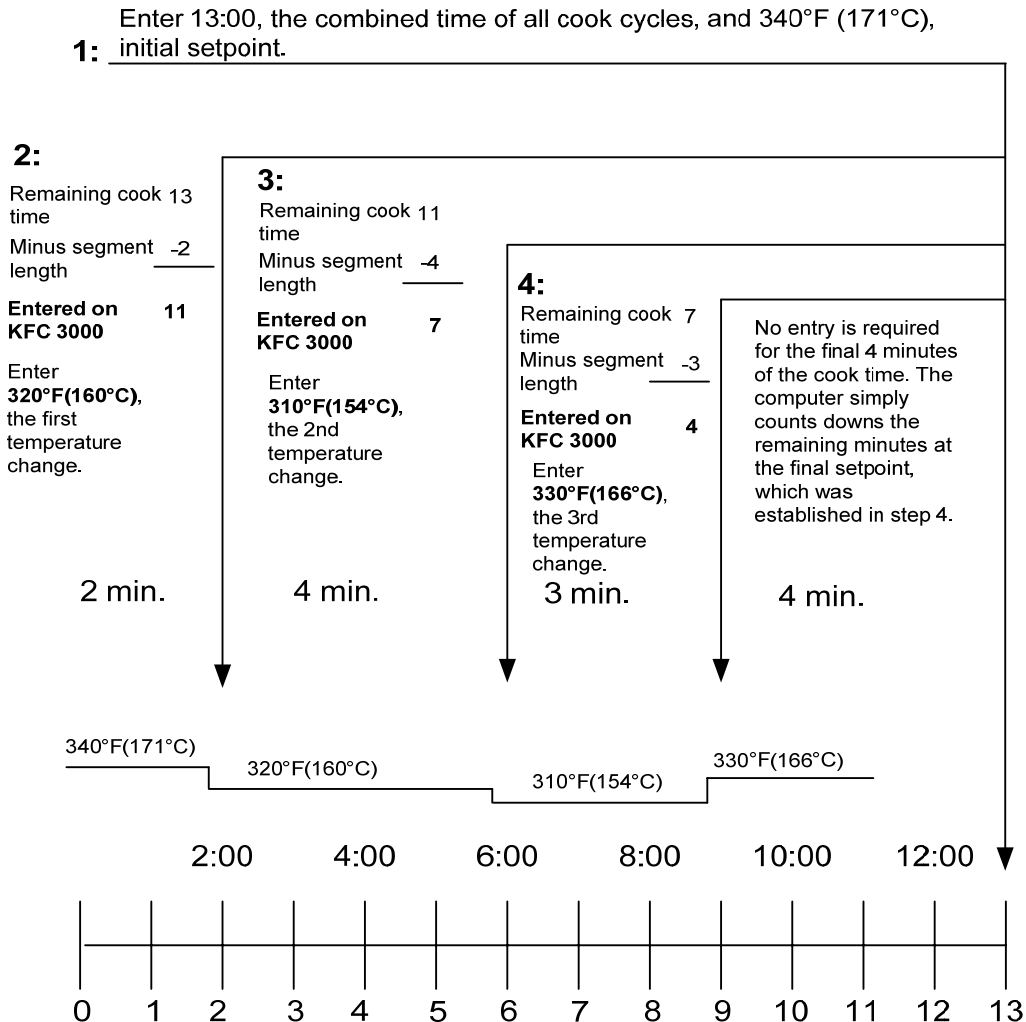 Enter 13:00, the combined time of all cook cycles, and 340°F (171°C),
1: initial setpoint.
2:
Remaining cook 13
time
Minus segment -2
length
Entered on 11
KFC 3000
Enter
320°F(160°C),
the first
temperature
change.
3:
Remaining cook 11
time
Minus segment -4
length
Entered on 7
KFC 3000
Enter
310°F(154°C),
the 2nd
temperature
change.
4:
Remaining cook 7
time
Minus segment -3
length
Entered on 4
KFC 3000
Enter
330°F(166°C),
the 3rd
temperature
change.
No entry is required
for the final 4 minutes
of the cook time. The
computer simply
counts downs the
remaining minutes at
the final setpoint,
which was
established in step 4.
2 min. 4 min. 3 min. 4 min.
340°F(171°C) 320°F(160°C) 310°F(154°C) 330°F(166°C)
2:00 4:00 6:00 8:00 10:00 12:00
0 1 2 3 4 5 6 7 8 9 10 11 12 13